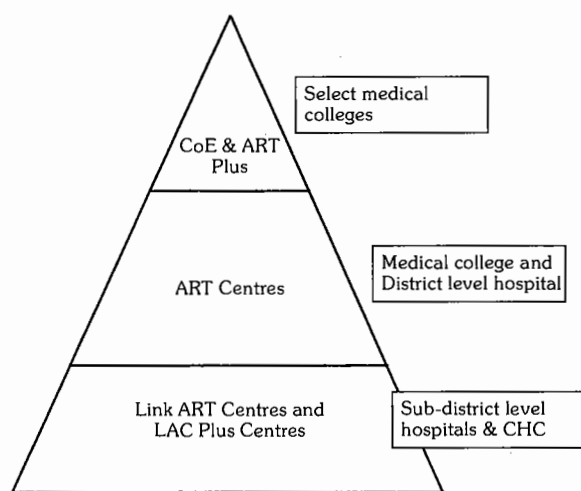 Select medical
colleges
CoE & ART
Plus
ART Centres
Medical college and
District level hospital
Link ART Centres and
LAC Plus Centres
Sub-district level
hospitals & CHC